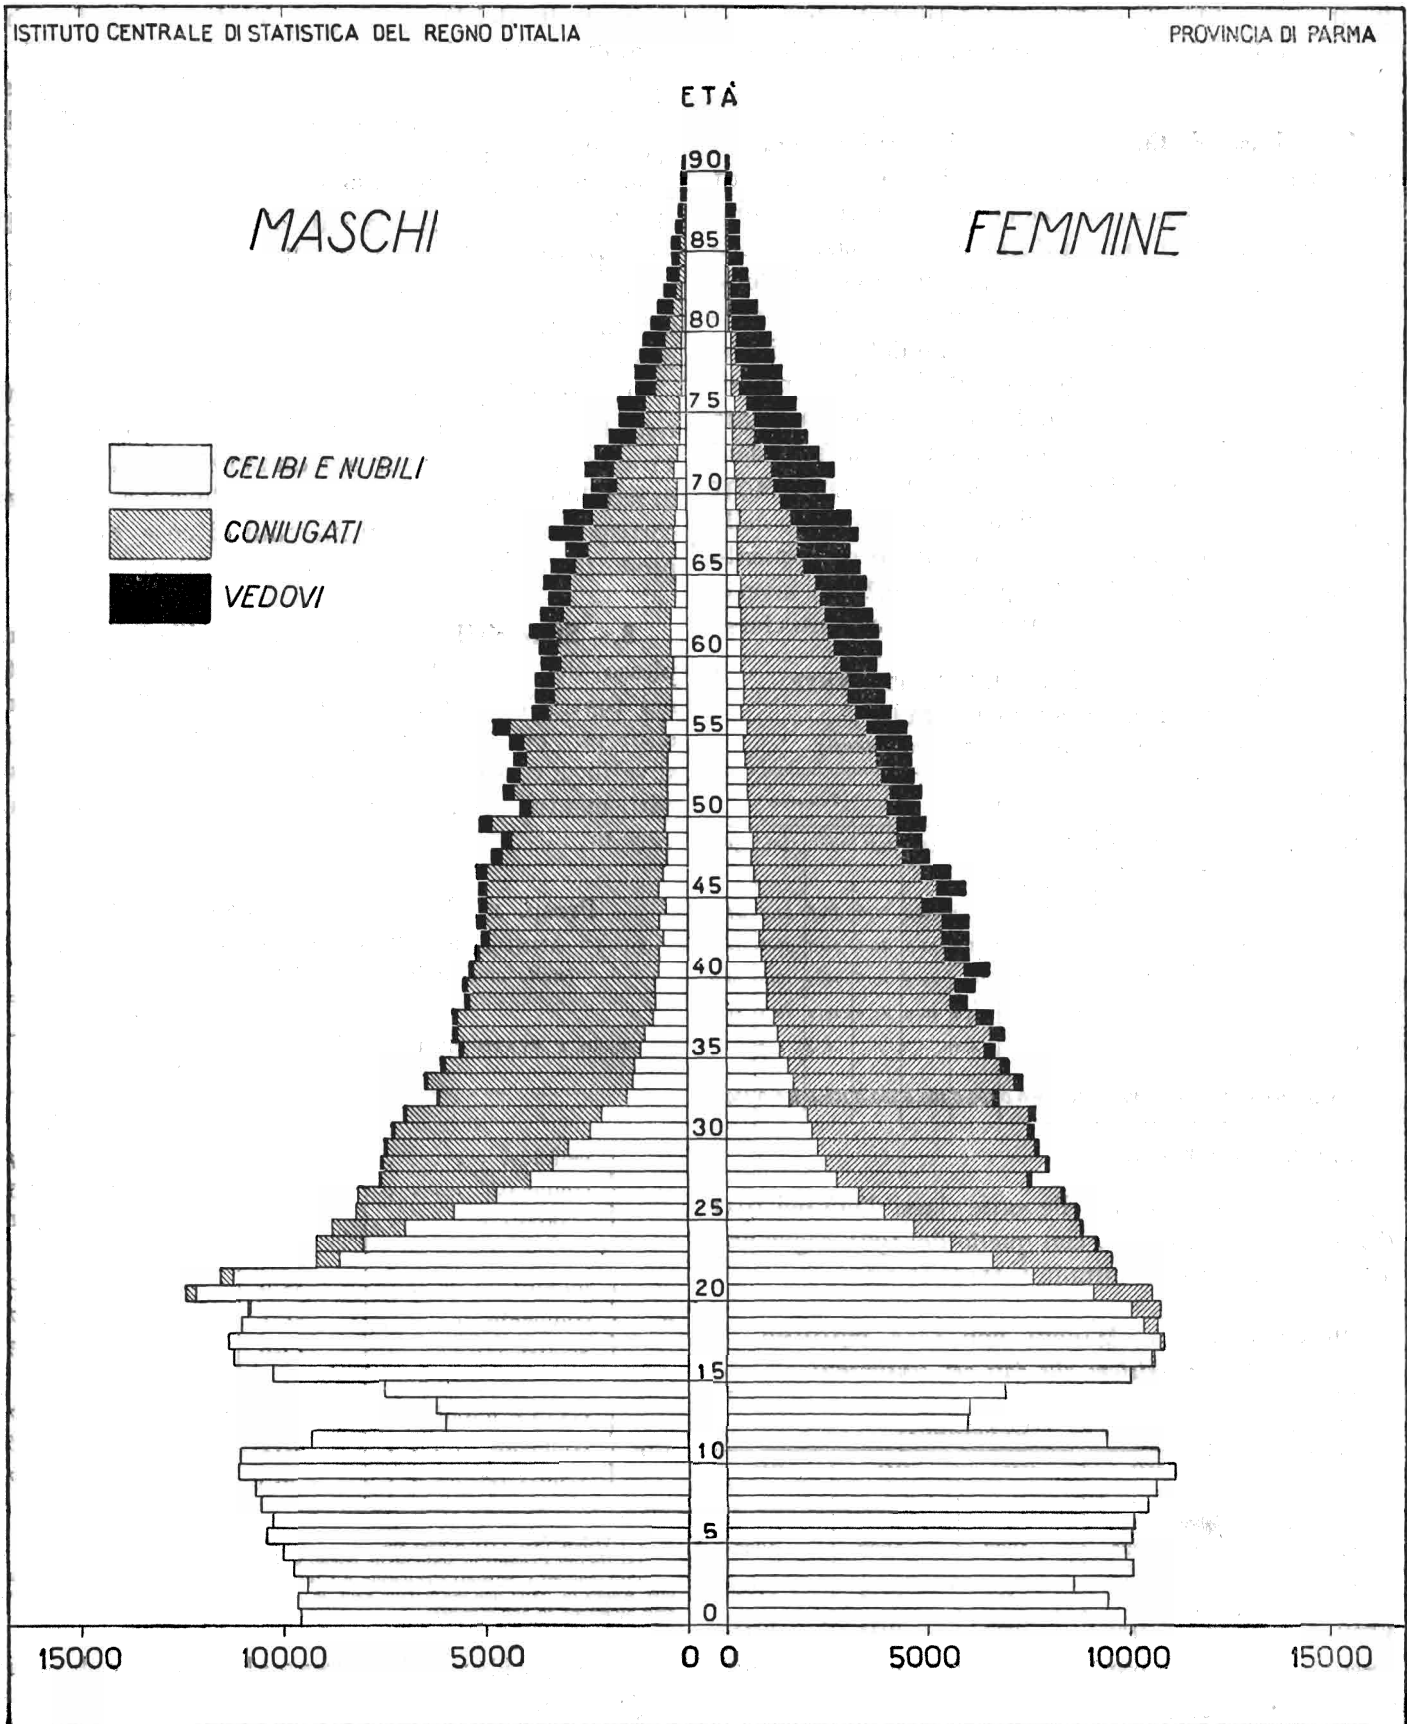 ISTITUTO CENTRALE DI STATISTICA DEL REGNO D'ITALIA
PROVINCIA DI PARMA
ETÀ
MASCHI
FEMMINE
CELIBI E NUBILI
CONIUGATI
VEDOVI
90
85
80
75
70
65
60
55
50
45
40
35
30
25
20
15
10
5
0
15000 10000 5000 0 0 5000 10000 15000